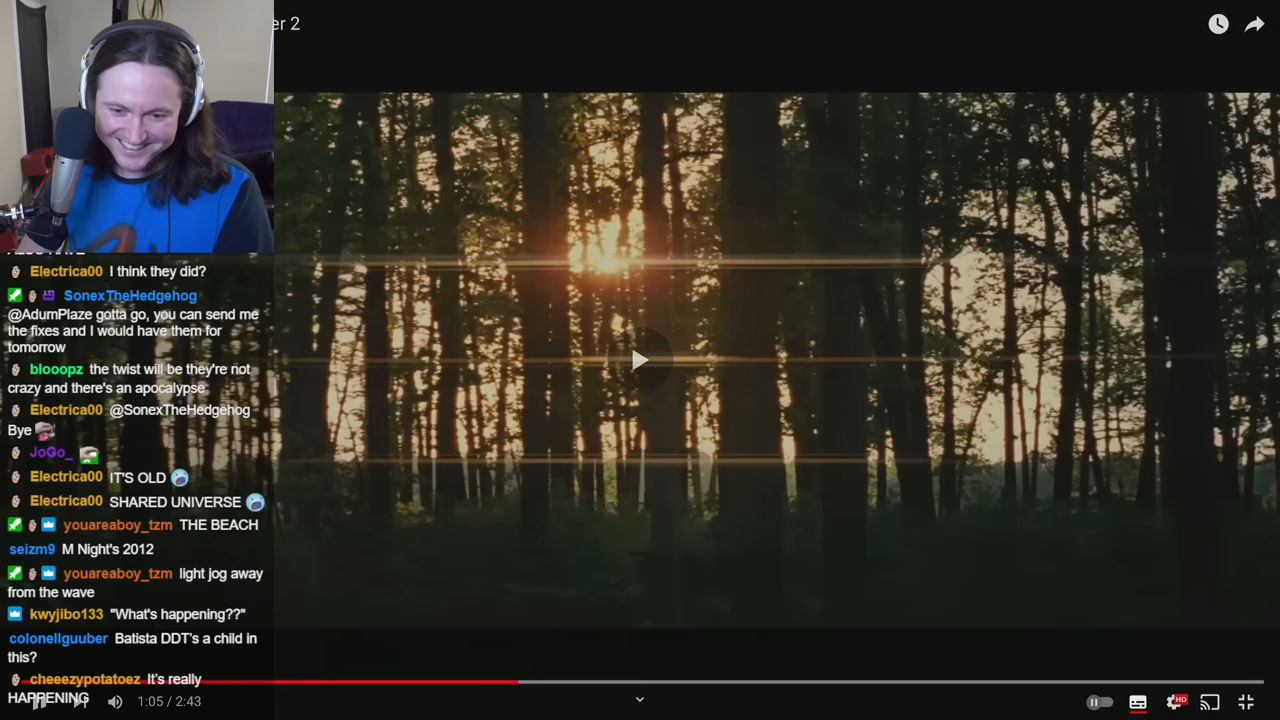 er 2
Electrica00 I think they did?
SonexTheHedgehog
@AdumPlaze gotta go, you can send me
the fixes and I would have them for
tomorrow
blooopz the twist will be they're not
crazy and there's an apocalypse
Electrica00 @SonexTheHedgehog
Bye
JoGo_
Electrica00 IT'S OLD
Electrica00 SHARED UNIVERSE
youareaboy_tzm THE BEACH
seizm9 M Night's 2012
youareaboy_tzm light jog away
from the wave
kwyjibo133 "What's happening??"
colonellguuber Batista DDT's a child in
this?
cheeezypotatoez It's really
HAPPENING
1:05 / 2:43
HD